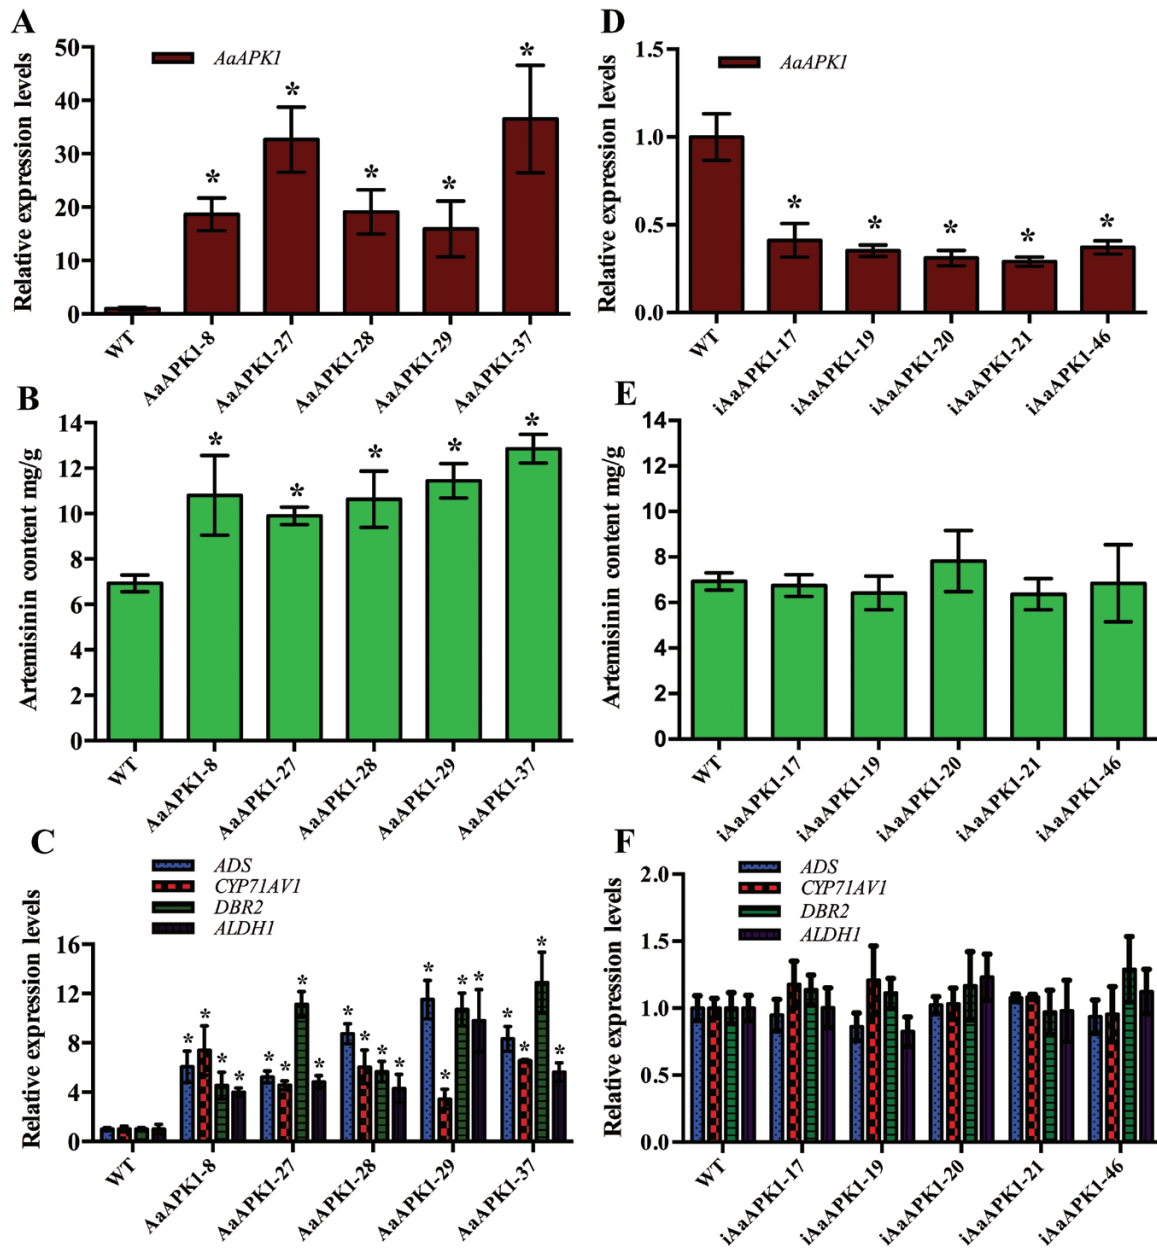 A
Relative expression levels
50
40
30
20
10
0
AaAPK1
*
*
*
*
*
WT
AaAPK1-8
AaAPK1-27
AaAPK1-28
AaAPK1-29
AaAPK1-37
D
Relative expression levels
1.5
1.0
0.5
0.0
AaAPK1
*
*
*
*
*
WT
iAaAPK1-17
iAaAPK1-19
iAaAPK1-20
iAaAPK1-21
iAaAPK1-46
B
Artemisinin content mg/g
14
12
10
8
6
4
2
0
*
*
*
*
*
WT
AaAPK1-8
AaAPK1-27
AaAPK1-28
AaAPK1-29
AaAPK1-37
E
Artemisinin content mg/g
14
12
10
8
6
4
2
0
WT
iAaAPK1-17
iAaAPK1-19
iAaAPK1-20
iAaAPK1-21
iAaAPK1-46
C
ADS
CYP71AV1
DBR2
ALDH1
Relative expression levels
16
12
8
4
0
* * * *
* * * *
* * * *
* * * *
* * * *
WT
AaAPK1-8
AaAPK1-27
AaAPK1-28
AaAPK1-29
AaAPK1-37
F
ADS
CYP71AV1
DBR2
ALDH1
Relative expression levels
2.0
1.5
1.0
0.5
0.0
WT
iAaAPK1-17
iAaAPK1-19
iAaAPK1-20
iAaAPK1-21
iAaAPK1-46